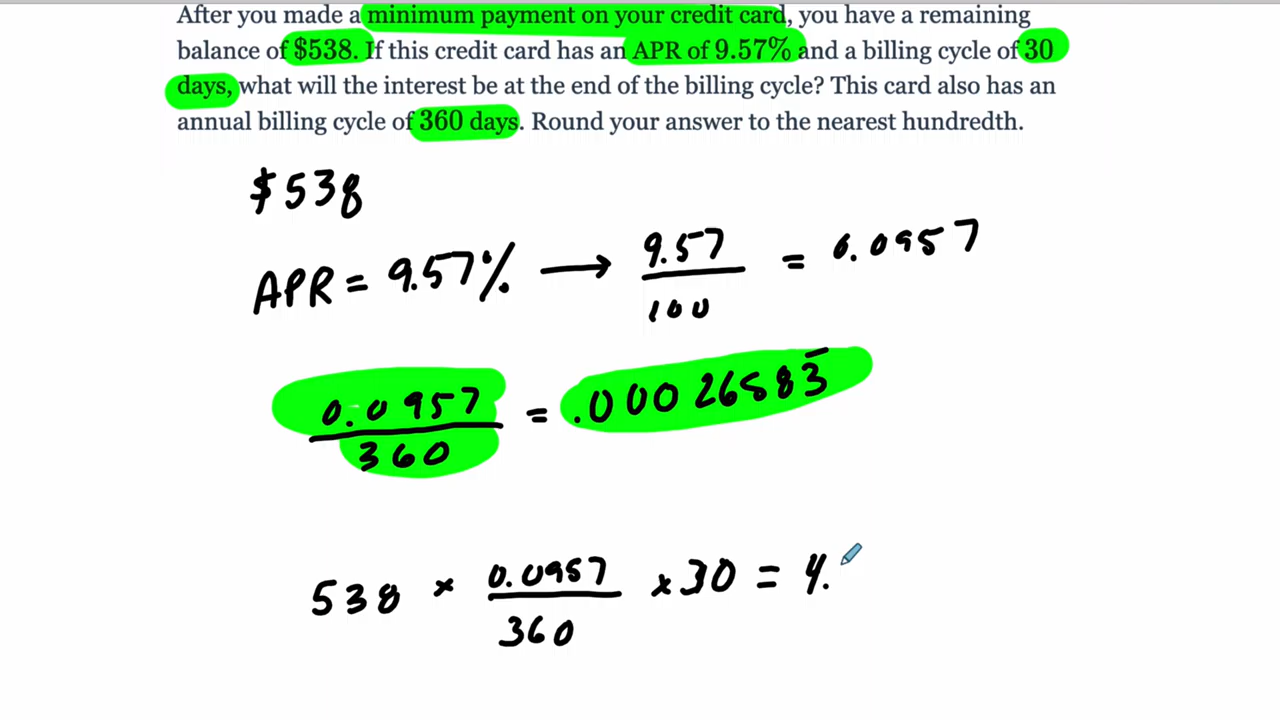 After you made a minimum payment on your credit card, you have a remaining
balance of $538. If this credit card has an APR of 9.57% and a billing cycle of 30
days, what will the interest be at the end of the billing cycle? This card also has an
annual billing cycle of 360 days. Round your answer to the nearest hundredth.
$538
APR = 9.57% → 9.57/100 = 0.0957
0.0957/360 = .00026583̅
538 × 0.0957/360 × 30 = 4.